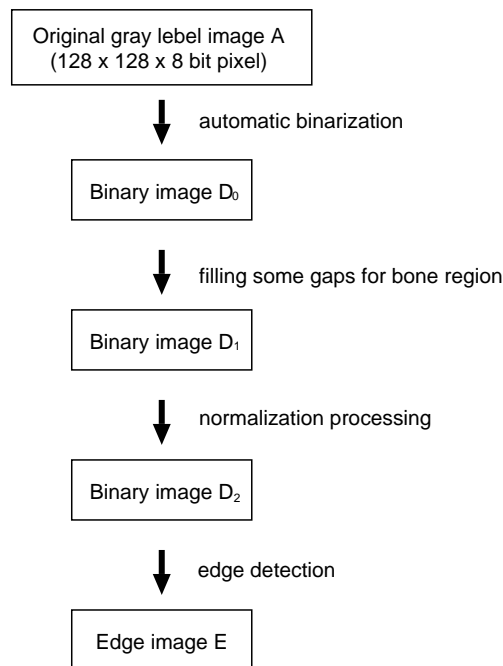 Original gray lebel image A
(128 x 128 x 8 bit pixel)
automatic binarization
Binary image D₀
filling some gaps for bone region
Binary image D₁
normalization processing
Binary image D₂
edge detection
Edge image E